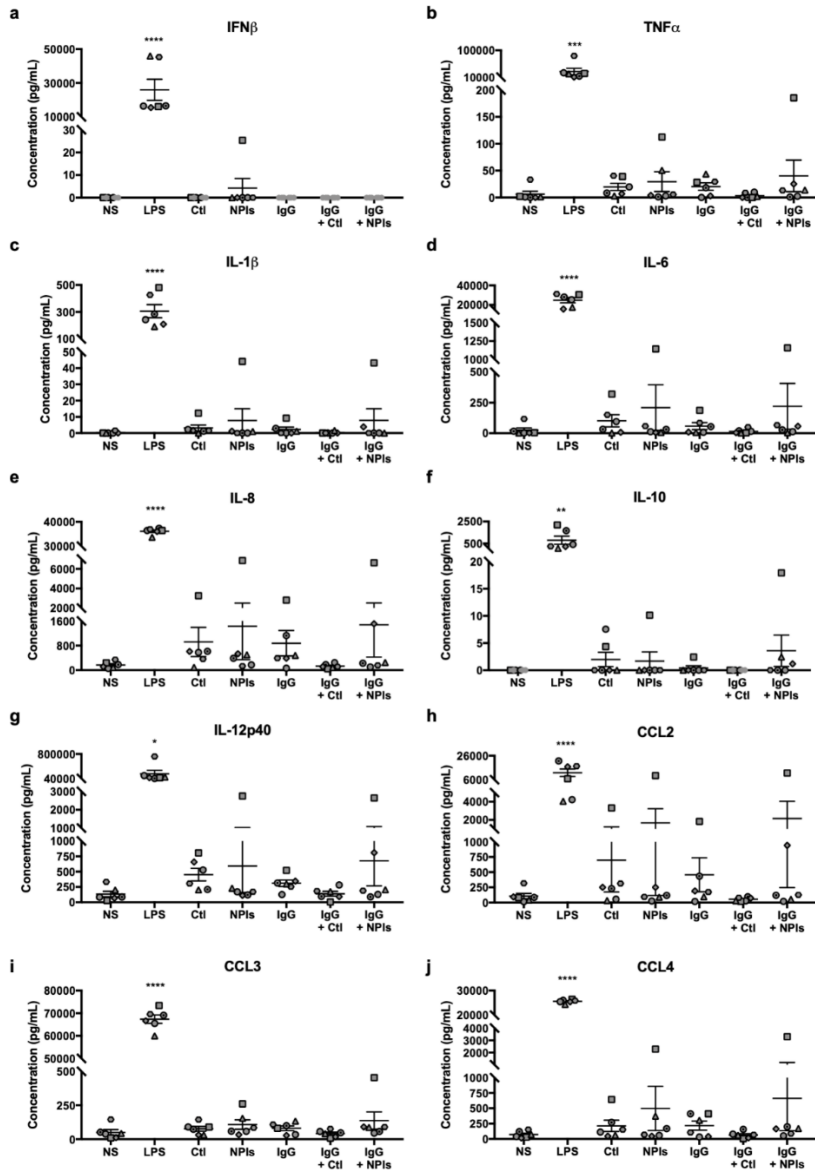 a
IFNβ
****
Concentration (pg/mL)
50000
30000
10000
30
20
10
0
NS LPS Ctl NPIs IgG IgG + Ctl IgG + NPIs
b
TNFα
***
Concentration (pg/mL)
100000
10000
200
150
100
50
0
NS LPS Ctl NPIs IgG IgG + Ctl IgG + NPIs
c
IL-1β
****
Concentration (pg/mL)
500
300
100
50
40
30
20
10
0
NS LPS Ctl NPIs IgG IgG + Ctl IgG + NPIs
d
IL-6
****
Concentration (pg/mL)
40000
20000
1500
1000
500
250
0
NS LPS Ctl NPIs IgG IgG + Ctl IgG + NPIs
e
IL-8
****
Concentration (pg/mL)
40000
30000
8000
6000
4000
2000
1600
800
0
NS LPS Ctl NPIs IgG IgG + Ctl IgG + NPIs
f
IL-10
**
Concentration (pg/mL)
2500
500
20
15
10
5
0
NS LPS Ctl NPIs IgG IgG + Ctl IgG + NPIs
g
IL-12p40
*
Concentration (pg/mL)
800000
40000
3000
2000
1000
1000
750
500
250
0
NS LPS Ctl NPIs IgG IgG + Ctl IgG + NPIs
h
CCL2
****
Concentration (pg/mL)
26000
6000
4000
2000
1000
750
500
250
0
NS LPS Ctl NPIs IgG IgG + Ctl IgG + NPIs
i
CCL3
****
Concentration (pg/mL)
80000
70000
60000
50000
500
250
0
NS LPS Ctl NPIs IgG IgG + Ctl IgG + NPIs
j
CCL4
****
Concentration (pg/mL)
30000
20000
4000
3000
2000
1000
750
500
250
0
NS LPS Ctl NPIs IgG IgG + Ctl IgG + NPIs